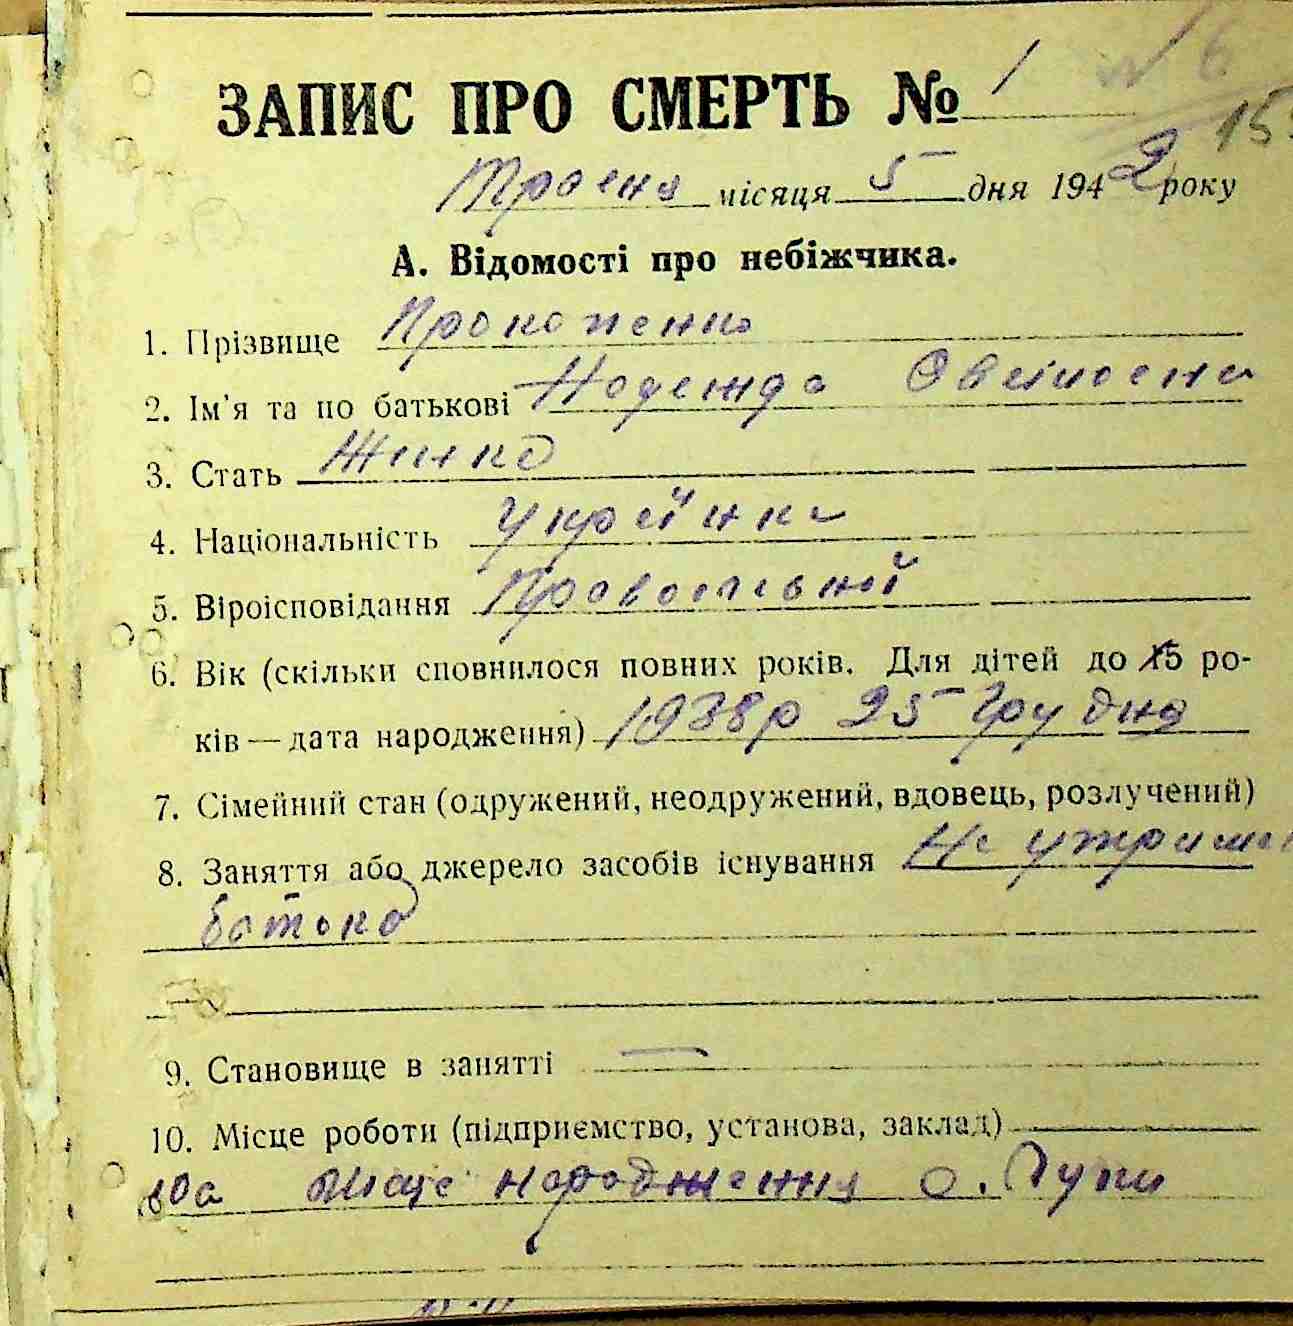 ЗАПИС ПРО СМЕРТЬ № 1
6
15
Травня місяця 5 дня 1942 року
А. Відомості про небіжчика.
1. Прізвище
2. Ім'я та по батькові Надежда
3. Стать Жинка
4. Національність Українка
5. Віроісповідання
6. Вік (скільки сповнилося повних років. Для дітей до 15 ро-
ків — дата народження) 1938р 25 Грудня
7. Сімейний стан (одружений, неодружений, вдовець, розлучений)
8. Заняття або джерело засобів існування На
батька
9. Становище в занятті —
10. Місце роботи (підприємство, установа, заклад)
10а Місце народження с.